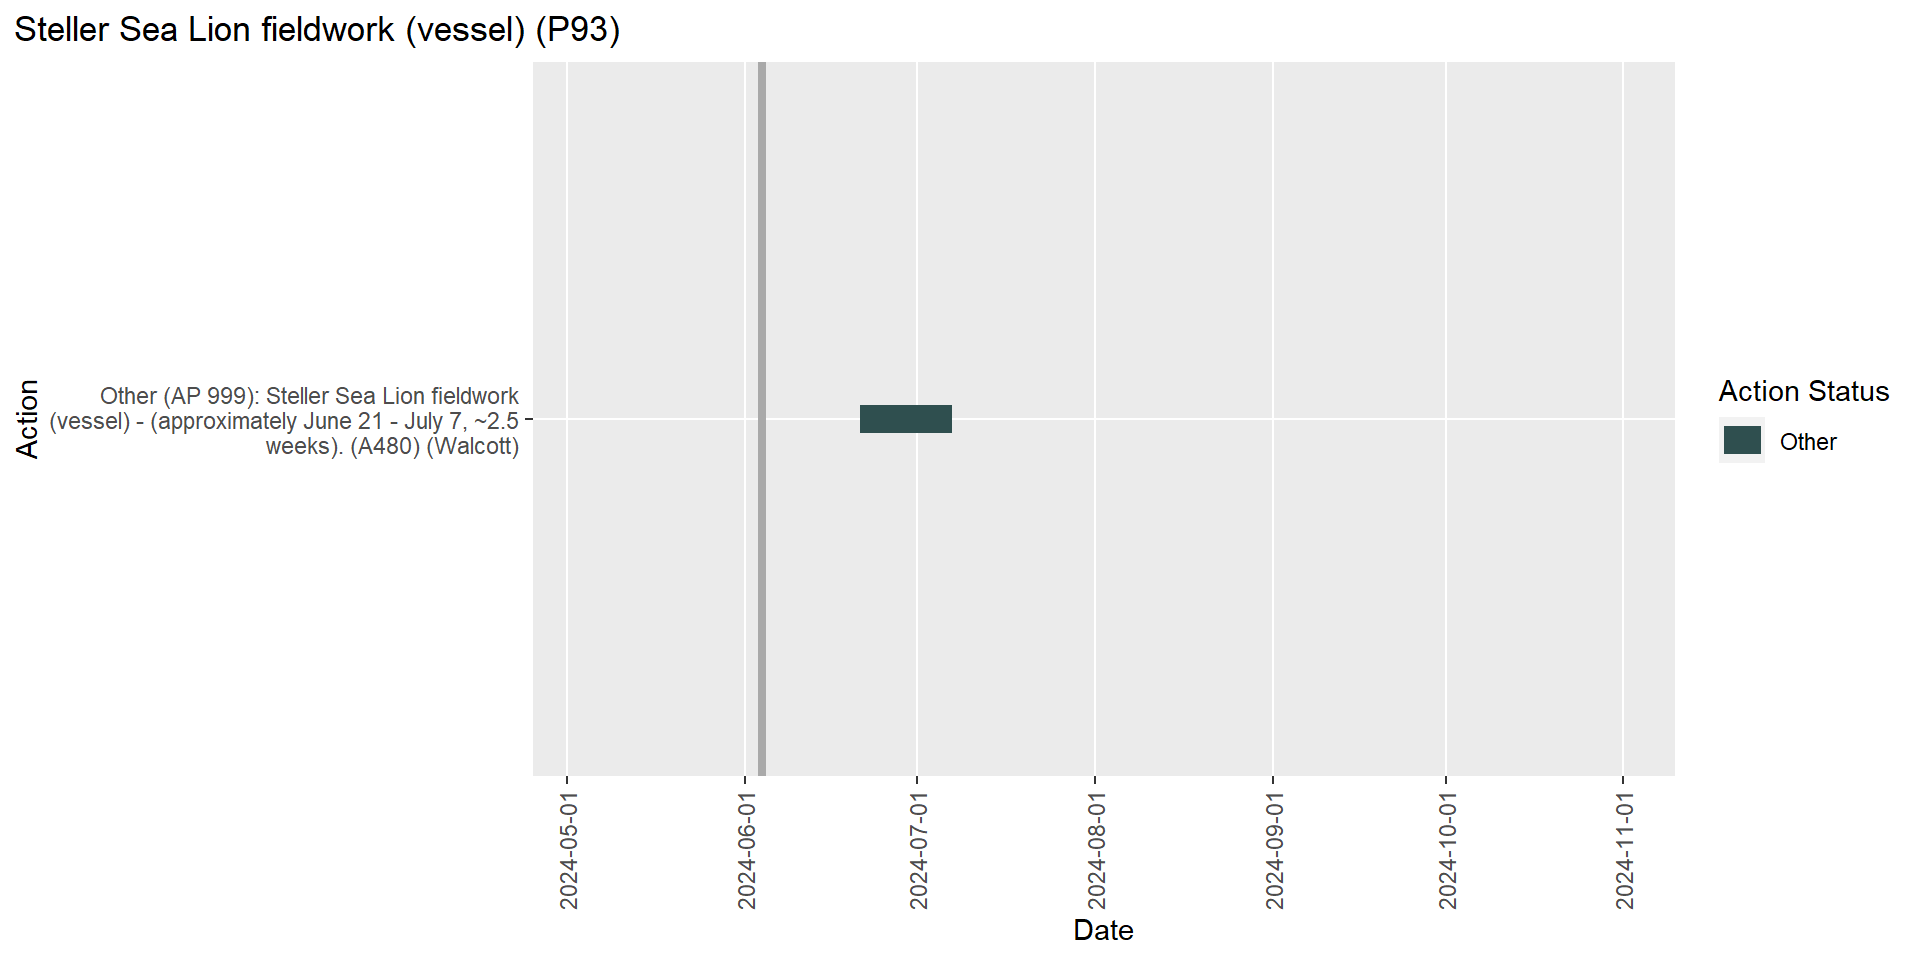 Steller Sea Lion fieldwork (vessel) (P93)
Action
Other (AP 999): Steller Sea Lion fieldwork
(vessel) - (approximately June 21 - July 7, ~2.5
weeks). (A480) (Walcott)
Action Status
Other
2024-05-01
2024-06-01
2024-07-01
2024-08-01
2024-09-01
2024-10-01
2024-11-01
Date